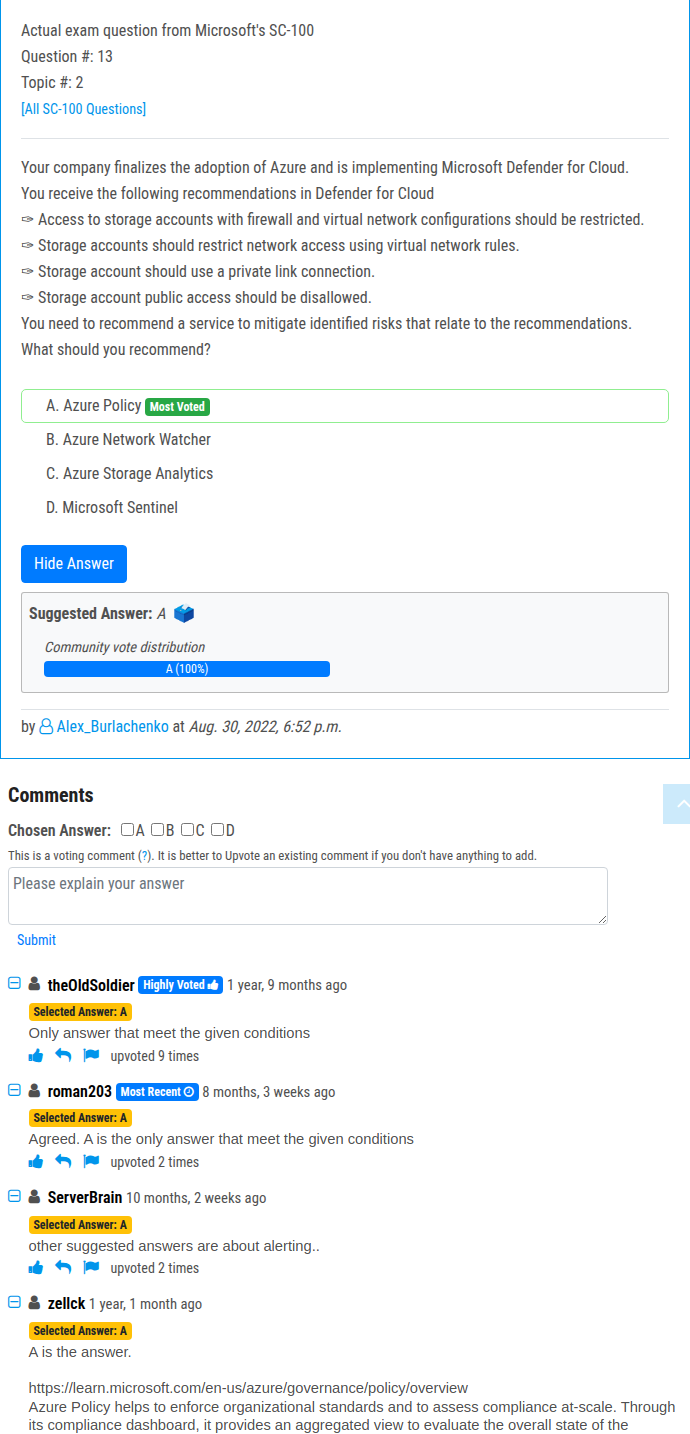 Actual exam question from Microsoft's SC-100
Question #: 13
Topic #: 2
[All SC-100 Questions]
Your company finalizes the adoption of Azure and is implementing Microsoft Defender for Cloud.
You receive the following recommendations in Defender for Cloud
✑ Access to storage accounts with firewall and virtual network configurations should be restricted.
✑ Storage accounts should restrict network access using virtual network rules.
✑ Storage account should use a private link connection.
✑ Storage account public access should be disallowed.
You need to recommend a service to mitigate identified risks that relate to the recommendations.
What should you recommend?
A. Azure Policy Most Voted
B. Azure Network Watcher
C. Azure Storage Analytics
D. Microsoft Sentinel
Hide Answer
Suggested Answer: A
Community vote distribution
A (100%)
by Alex_Burlachenko at Aug. 30, 2022, 6:52 p.m.
Comments
Chosen Answer: A B C D
This is a voting comment (?). It is better to Upvote an existing comment if you don't have anything to add.
Please explain your answer
Submit
theOldSoldier Highly Voted 1 year, 9 months ago
Selected Answer: A
Only answer that meet the given conditions
upvoted 9 times
roman203 Most Recent 8 months, 3 weeks ago
Selected Answer: A
Agreed. A is the only answer that meet the given conditions
upvoted 2 times
ServerBrain 10 months, 2 weeks ago
Selected Answer: A
other suggested answers are about alerting..
upvoted 2 times
zellck 1 year, 1 month ago
Selected Answer: A
A is the answer.
https://learn.microsoft.com/en-us/azure/governance/policy/overview
Azure Policy helps to enforce organizational standards and to assess compliance at-scale. Through
its compliance dashboard, it provides an aggregated view to evaluate the overall state of the